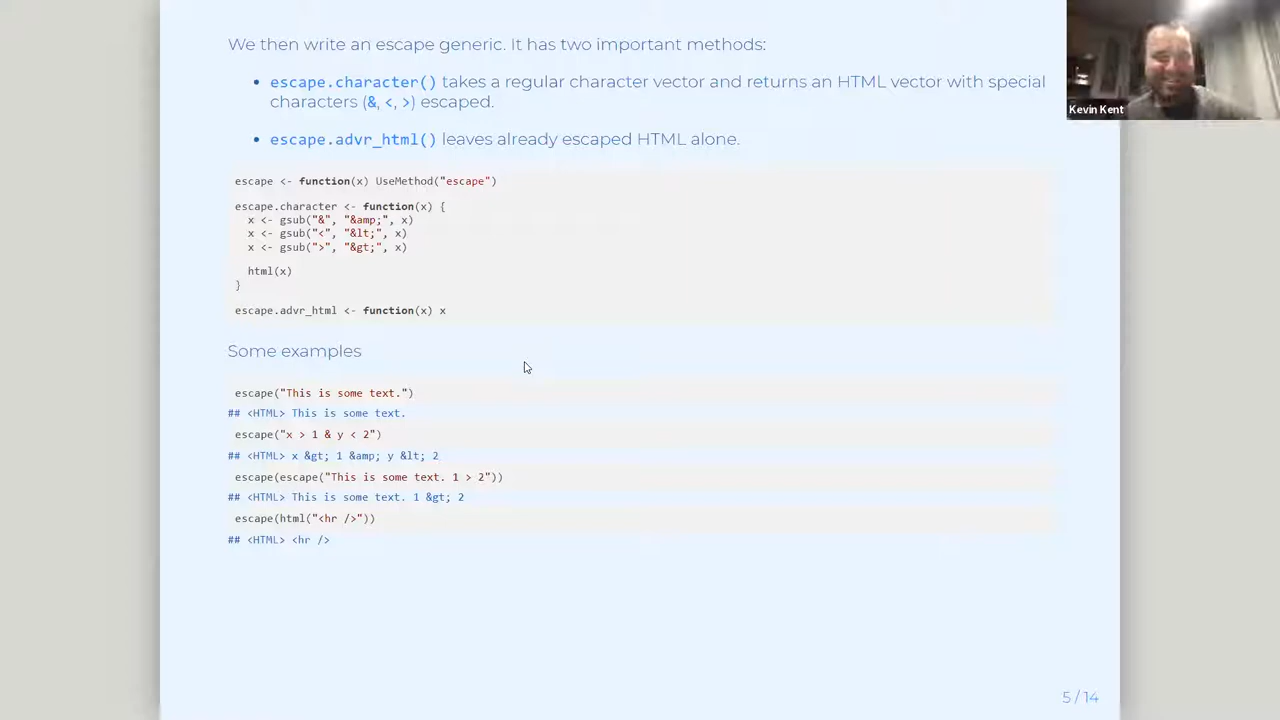 We then write an escape generic. It has two important methods:
• escape.character() takes a regular character vector and returns an HTML vector with special
characters (&, <, >) escaped.
• escape.advr_html() leaves already escaped HTML alone.
escape <- function(x) UseMethod("escape")
escape.character <- function(x) {
  x <- gsub("&", "&amp;", x)
  x <- gsub("<", "&lt;", x)
  x <- gsub(">", "&gt;", x)
  html(x)
}
escape.advr_html <- function(x) x
Some examples
escape("This is some text.")
## <HTML> This is some text.
escape("x > 1 & y < 2")
## <HTML> x &gt; 1 &amp; y &lt; 2
escape(escape("This is some text. 1 > 2"))
## <HTML> This is some text. 1 &gt; 2
escape(html("<hr />"))
## <HTML> <hr />
5 / 14
Kevin Kent